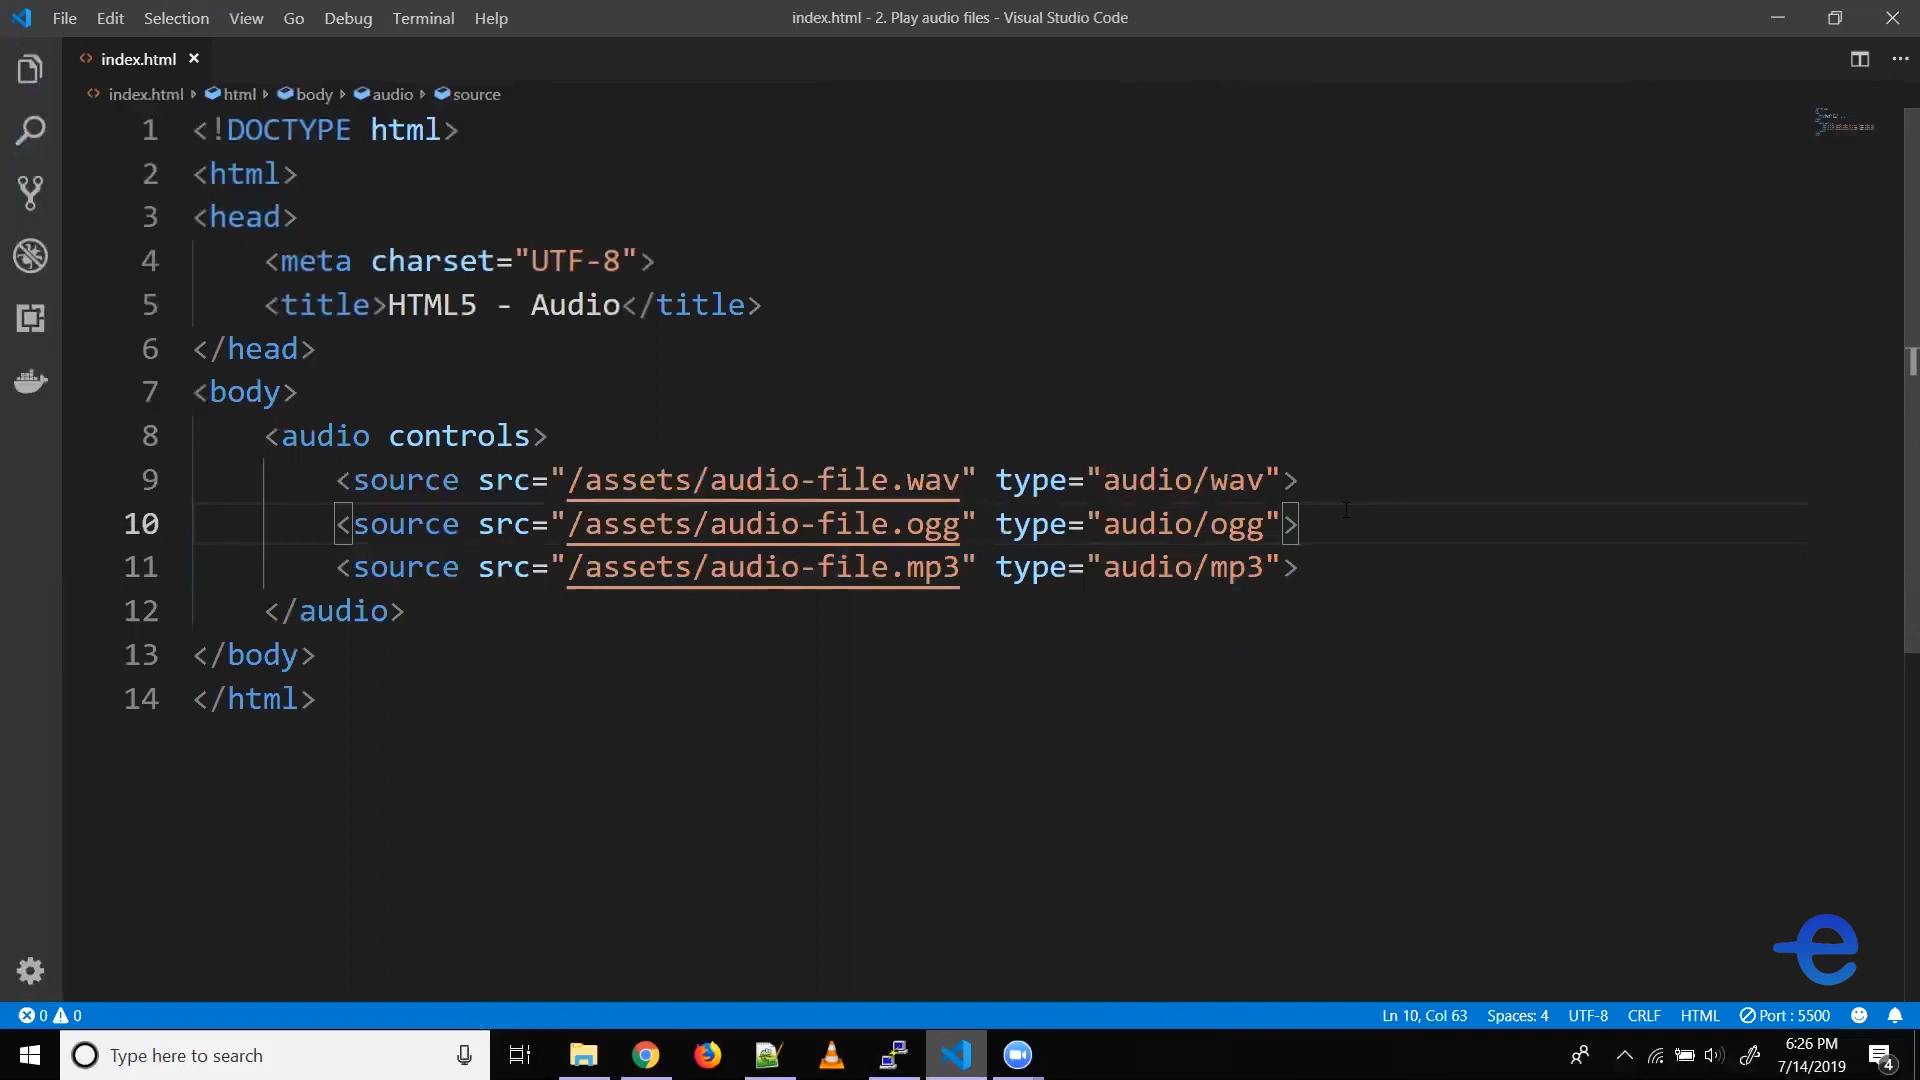 File Edit Selection View Go Debug Terminal Help
index.html - 2. Play audio files - Visual Studio Code
index.html
index.html html body audio source
1 <!DOCTYPE html>
2 <html>
3 <head>
4 <meta charset="UTF-8">
5 <title>HTML5 - Audio</title>
6 </head>
7 <body>
8 <audio controls>
9 <source src="/assets/audio-file.wav" type="audio/wav">
10 <source src="/assets/audio-file.ogg" type="audio/ogg">
11 <source src="/assets/audio-file.mp3" type="audio/mp3">
12 </audio>
13 </body>
14 </html>
0 0 Ln 10, Col 63 Spaces: 4 UTF-8 CRLF HTML Port : 5500
Type here to search
6:26 PM
7/14/2019
4